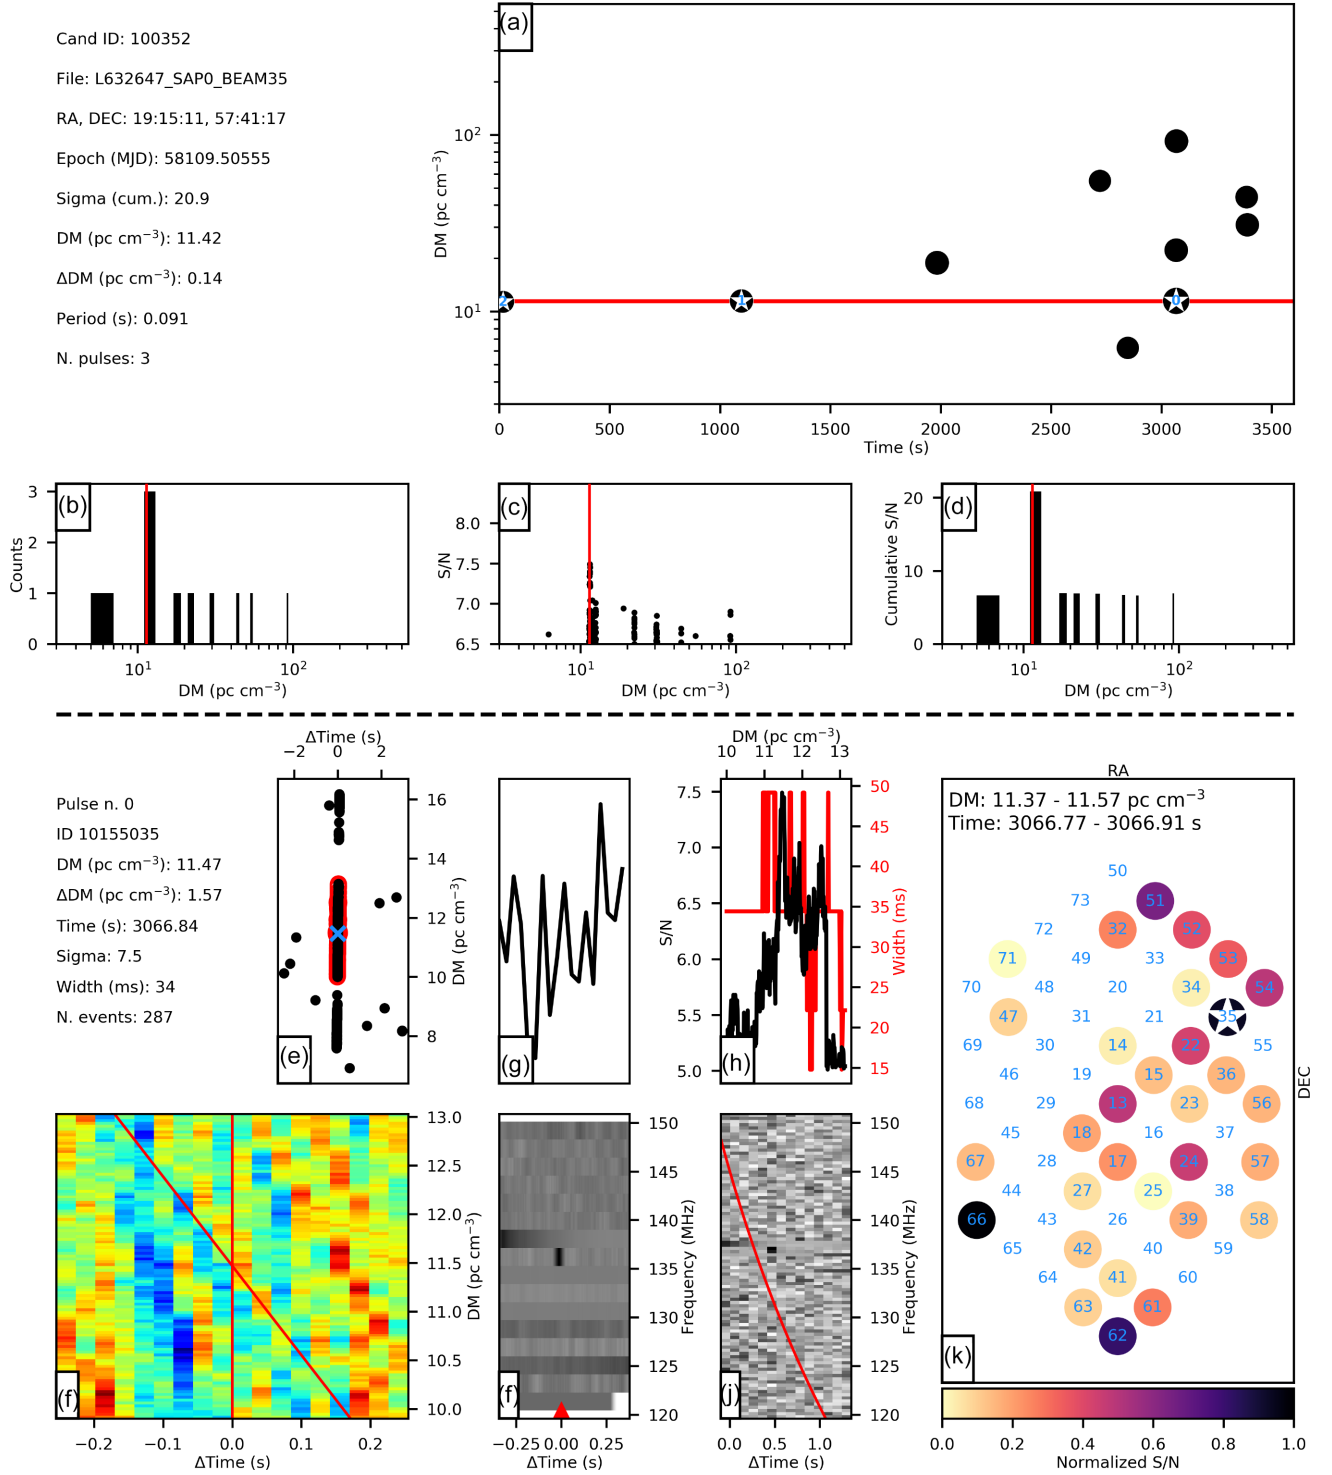 Cand ID: 100352
File: L632647_SAP0_BEAM35
RA, DEC: 19:15:11, 57:41:17
Epoch (MJD): 58109.50555
Sigma (cum.): 20.9
DM (pc cm⁻³): 11.42
ΔDM (pc cm⁻³): 0.14
Period (s): 0.091
N. pulses: 3
(a)
DM (pc cm⁻³)
10²
10¹
2 1 0
0 500 1000 1500 2000 2500 3000 3500
Time (s)
(b)
Counts
3
2
1
0
10¹ 10²
DM (pc cm⁻³)
(c)
S/N
8.0
7.5
7.0
6.5
10¹ 10²
DM (pc cm⁻³)
(d)
Cumulative S/N
20
10
0
10¹ 10²
DM (pc cm⁻³)
Pulse n. 0
ID 10155035
DM (pc cm⁻³): 11.47
ΔDM (pc cm⁻³): 1.57
Time (s): 3066.84
Sigma: 7.5
Width (ms): 34
N. events: 287
ΔTime (s)
−2 0 2
16
14
12
10
8
DM (pc cm⁻³)
(e)
(g)
DM (pc cm⁻³)
10 11 12 13
S/N
7.5
7.0
6.5
6.0
5.5
5.0
50
45
40
35
30
25
20
15
Width (ms)
(h)
RA
DM: 11.37 - 11.57 pc cm⁻³
Time: 3066.77 - 3066.91 s
50
73 51
72 32 52
71 49 33 53
70 48 20 34 54
47 31 21 35
69 30 14 22 55
46 19 15 36
68 29 13 23 56
45 18 16 37
67 28 17 24 57
44 27 25 38
66 43 26 39 58
65 42 40 59
64 41 60
63 61
62
DEC
(k)
0.0 0.2 0.4 0.6 0.8 1.0
Normalized S/N
13.0
12.5
12.0
11.5
11.0
10.5
10.0
DM (pc cm⁻³)
(f)
−0.2 −0.1 0.0 0.1 0.2
ΔTime (s)
150
145
140
135
130
125
120
Frequency (MHz)
(f)
−0.25 0.00 0.25
ΔTime (s)
150
145
140
135
130
125
120
Frequency (MHz)
(j)
0.0 0.5 1.0
ΔTime (s)